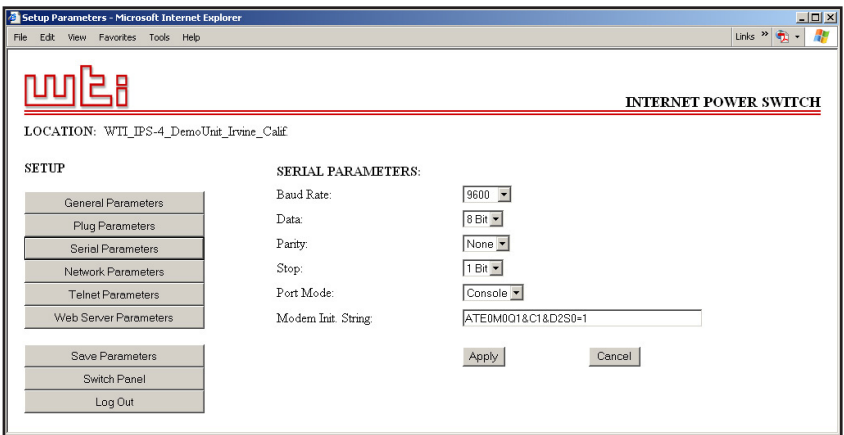 Setup Parameters - Microsoft Internet Explorer
File Edit View Favorites Tools Help
Links »
wti
INTERNET POWER SWITCH
LOCATION: WTI_IPS-4_DemoUnit_Irvine_Calif.
SETUP
General Parameters
Plug Parameters
Serial Parameters
Network Parameters
Telnet Parameters
Web Server Parameters
Save Parameters
Switch Panel
Log Out
SERIAL PARAMETERS:
Baud Rate: 9600
Data: 8 Bit
Parity: None
Stop: 1 Bit
Port Mode: Console
Modem Init. String: ATE0M0Q1&C1&D2S0=1
Apply Cancel